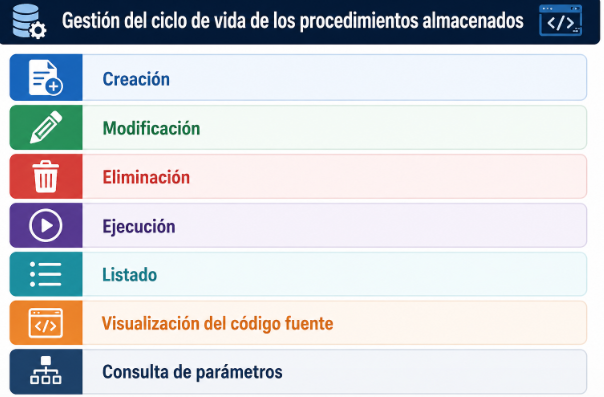 Gestión del ciclo de vida de los procedimientos almacenados
</>
Creación
Modificación
Eliminación
Ejecución
Listado
</>
Visualización del código fuente
Consulta de parámetros